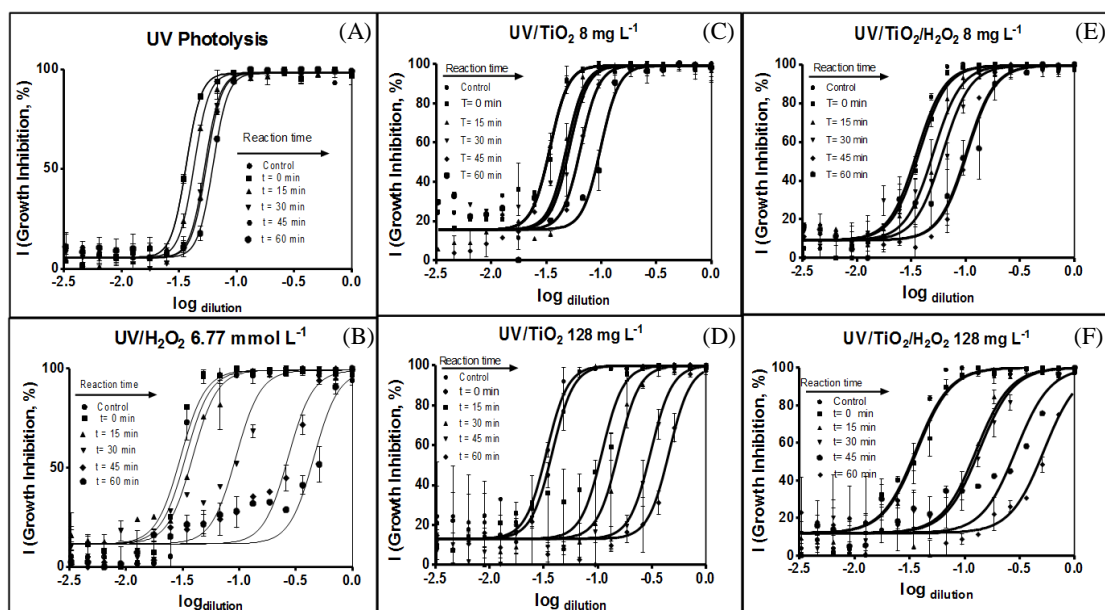 UV Photolysis
(A)
I (Growth Inhibition, %)
100
50
0
Reaction time
Control
t = 0 min
t = 15 min
t = 30 min
t = 45 min
t = 60 min
-2.5 -2.0 -1.5 -1.0 -0.5 0.0
log dilution
UV/H2O2 6.77 mmol L-1
(B)
I (Growth Inhibition, %)
100
50
0
Reaction time
Control
t= 0 min
t = 15 min
t= 30 min
t = 45 min
t = 60 min
-2.5 -2.0 -1.5 -1.0 -0.5 0.0
logdilution
UV/TiO2 8 mg L-1
(C)
I (Growth Inhibition, %)
100
80
60
40
20
0
Reaction time
Control
T= 0 min
T = 15 min
T= 30 min
T= 45 min
T= 60 min
-2.5 -2.0 -1.5 -1.0 -0.5 0.0
log dilution
UV/TiO2 128 mg L-1
(D)
I (Growth Inhibition, %)
100
80
60
40
20
0
Reaction time
Control
t=0 min
t = 15 min
t = 30 min
t = 45 min
t = 60 min
-2.5 -2.0 -1.5 -1.0 -0.5 0.0
log dilution
UV/TiO2/H2O2 8 mg L-1
(E)
I (Growth Inhibition, %)
100
80
60
40
20
0
Reaction time
Control
T= 0 min
T= 15 min
T= 30 min
T= 45 min
T= 60 min
-2.5 -2.0 -1.5 -1.0 -0.5 0.0
log dilution
UV/TiO2/H2O2 128 mg L-1
(F)
I (Growth Inhibition, %)
100
80
60
40
20
0
Reaction time
Control
t= 0 min
t = 15 min
t = 30 min
t = 45 min
t = 60 min
-2.5 -2.0 -1.5 -1.0 -0.5 0.0
log dilution